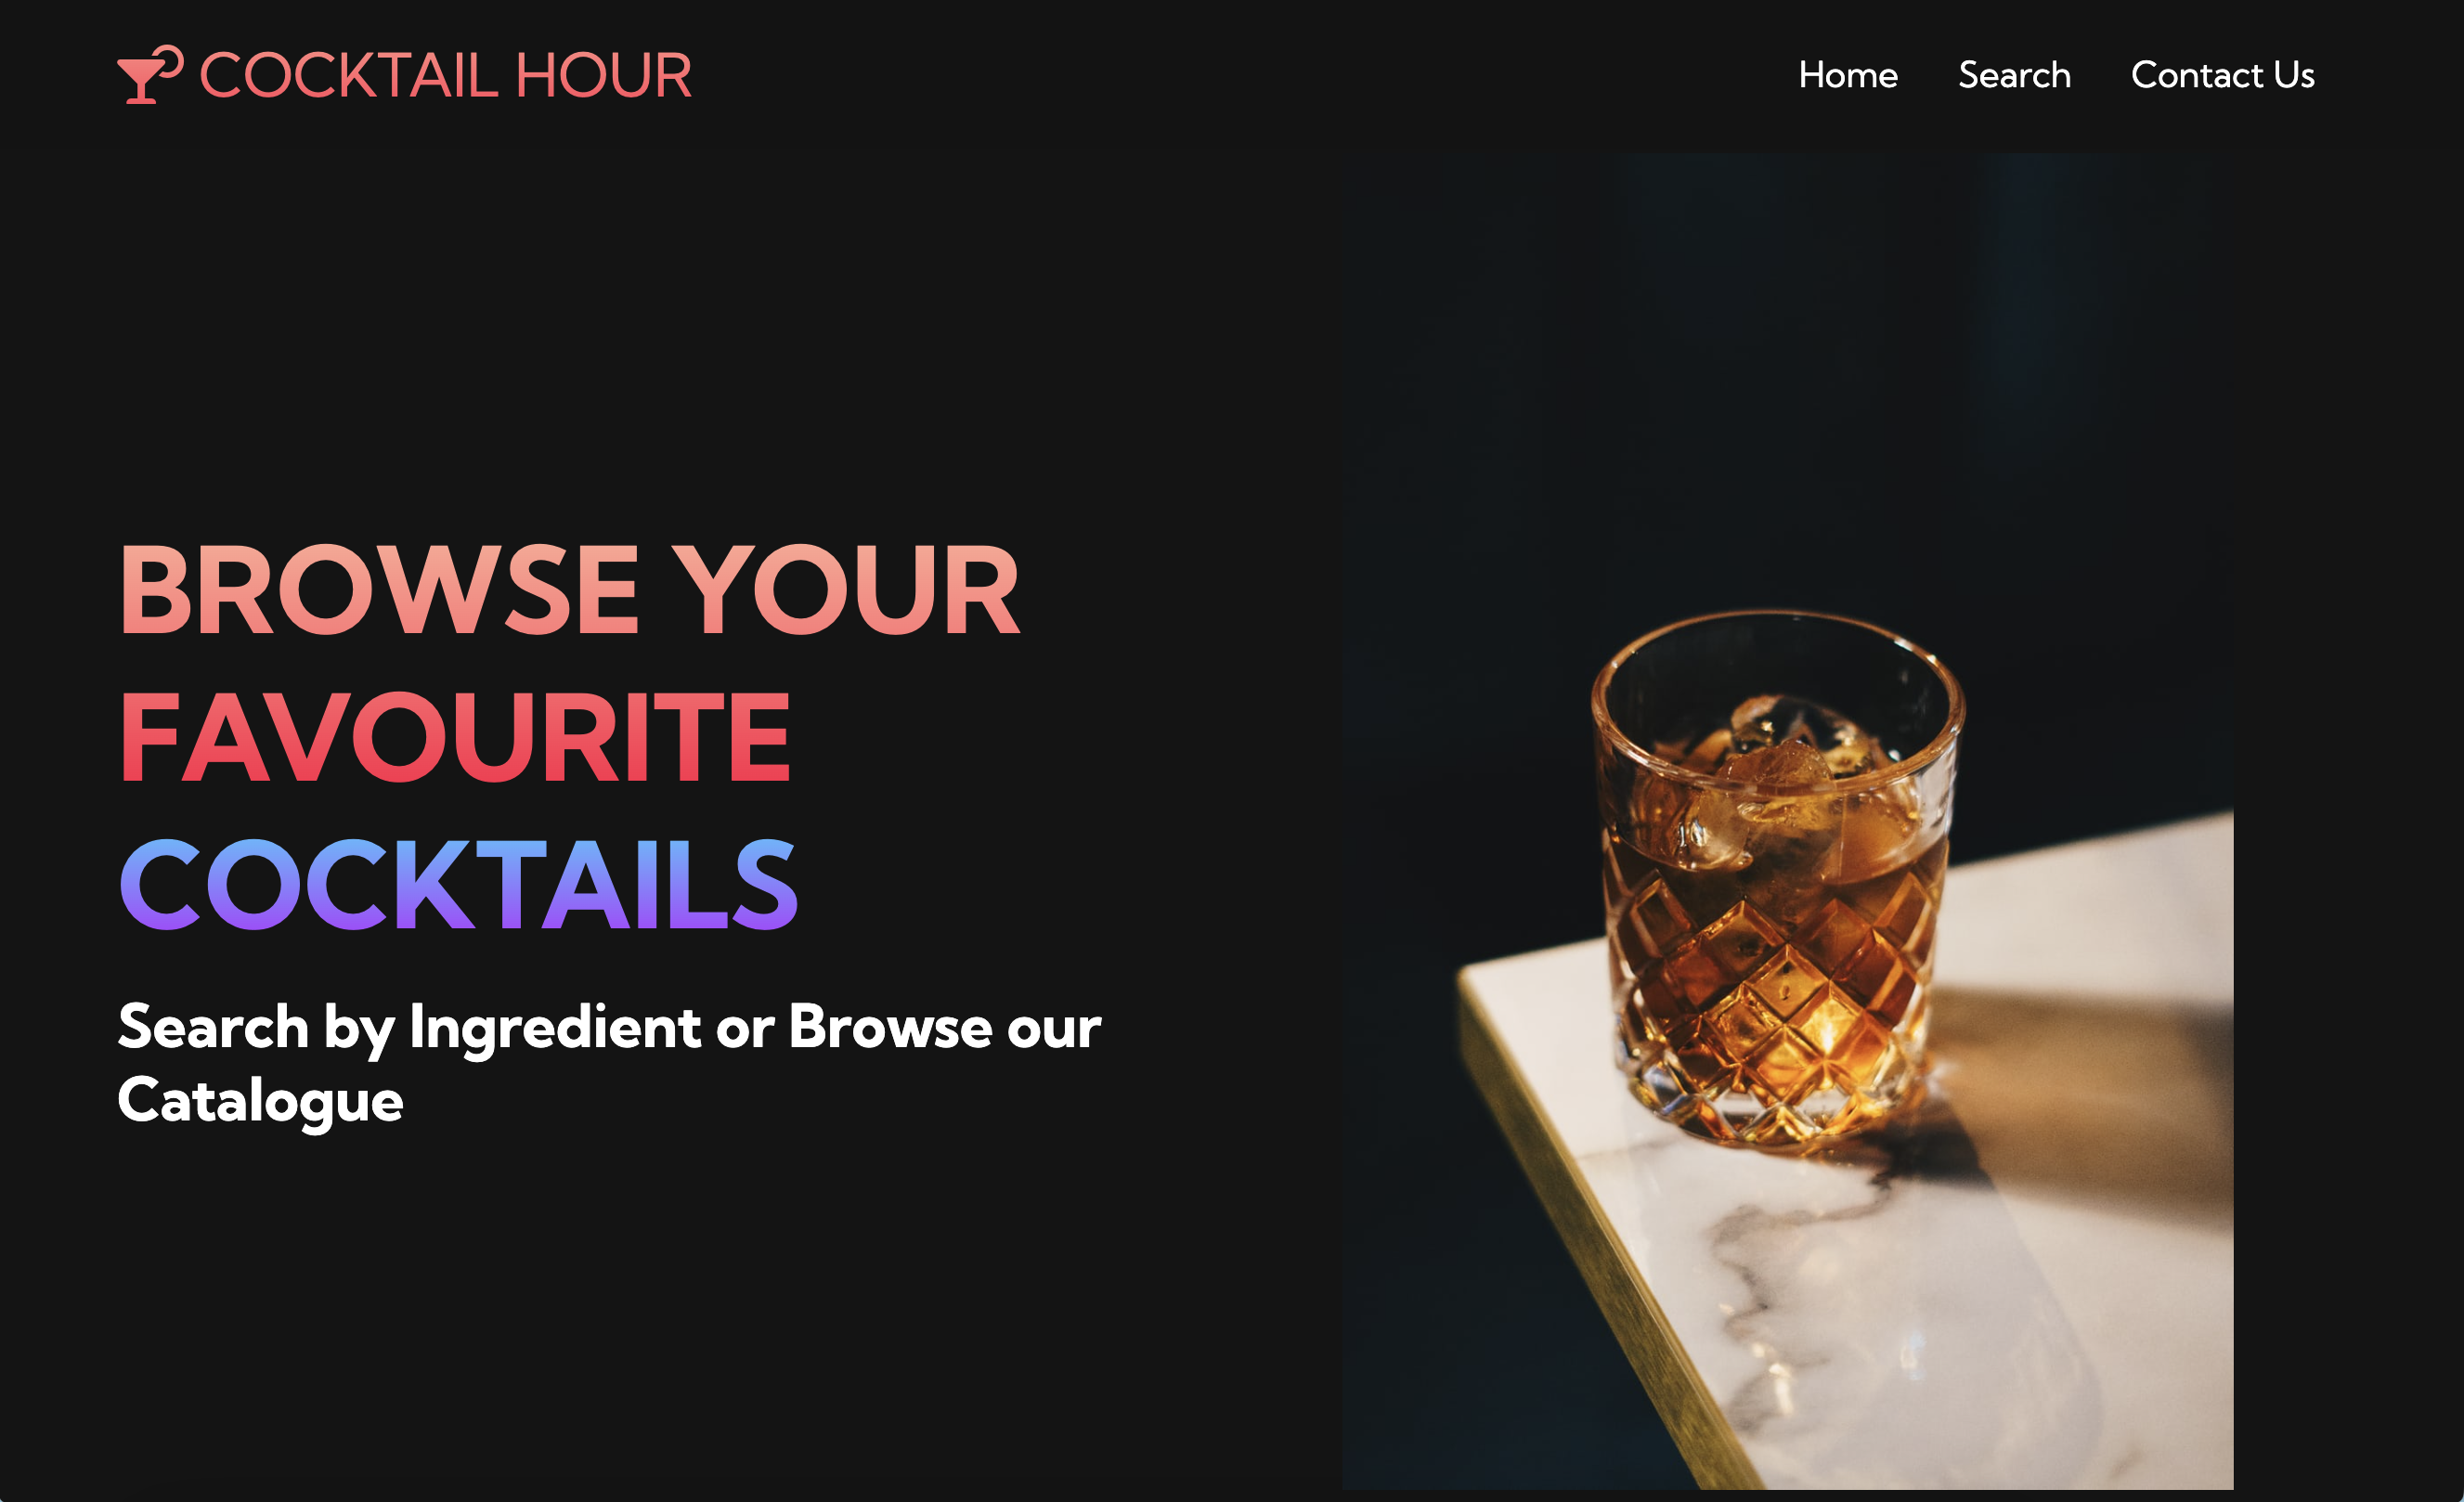 COCKTAIL HOUR
Home
Search
Contact Us
BROWSE YOUR
FAVOURITE
COCKTAILS
Search by Ingredient or Browse our
Catalogue